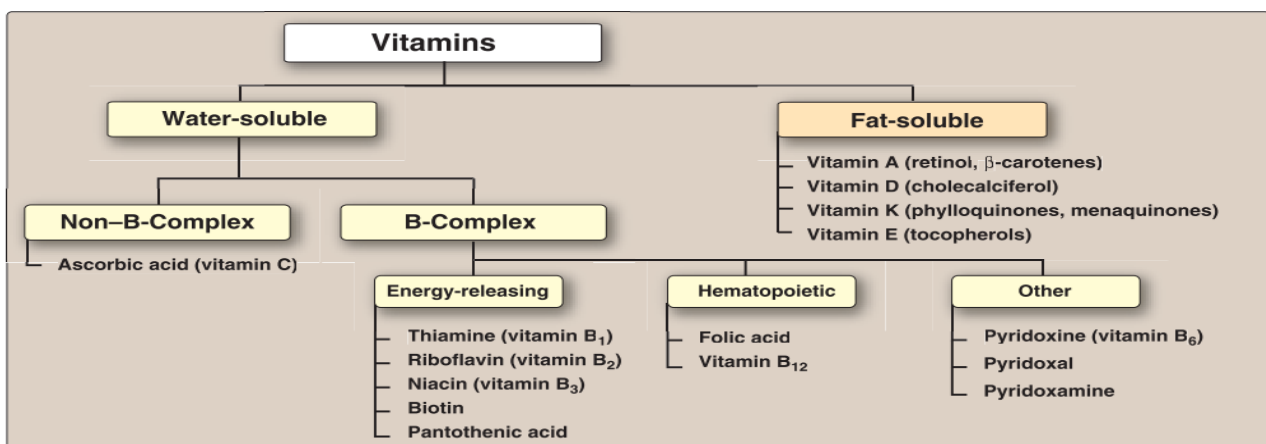 Vitamins
Water-soluble
Fat-soluble
Vitamin A (retinol, β-carotenes)
Vitamin D (cholecalciferol)
Vitamin K (phylloquinones, menaquinones)
Vitamin E (tocopherols)
Non–B-Complex
B-Complex
Ascorbic acid (vitamin C)
Energy-releasing
Hematopoietic
Other
Thiamine (vitamin B₁)
Riboflavin (vitamin B₂)
Niacin (vitamin B₃)
Biotin
Pantothenic acid
Folic acid
Vitamin B₁₂
Pyridoxine (vitamin B₆)
Pyridoxal
Pyridoxamine